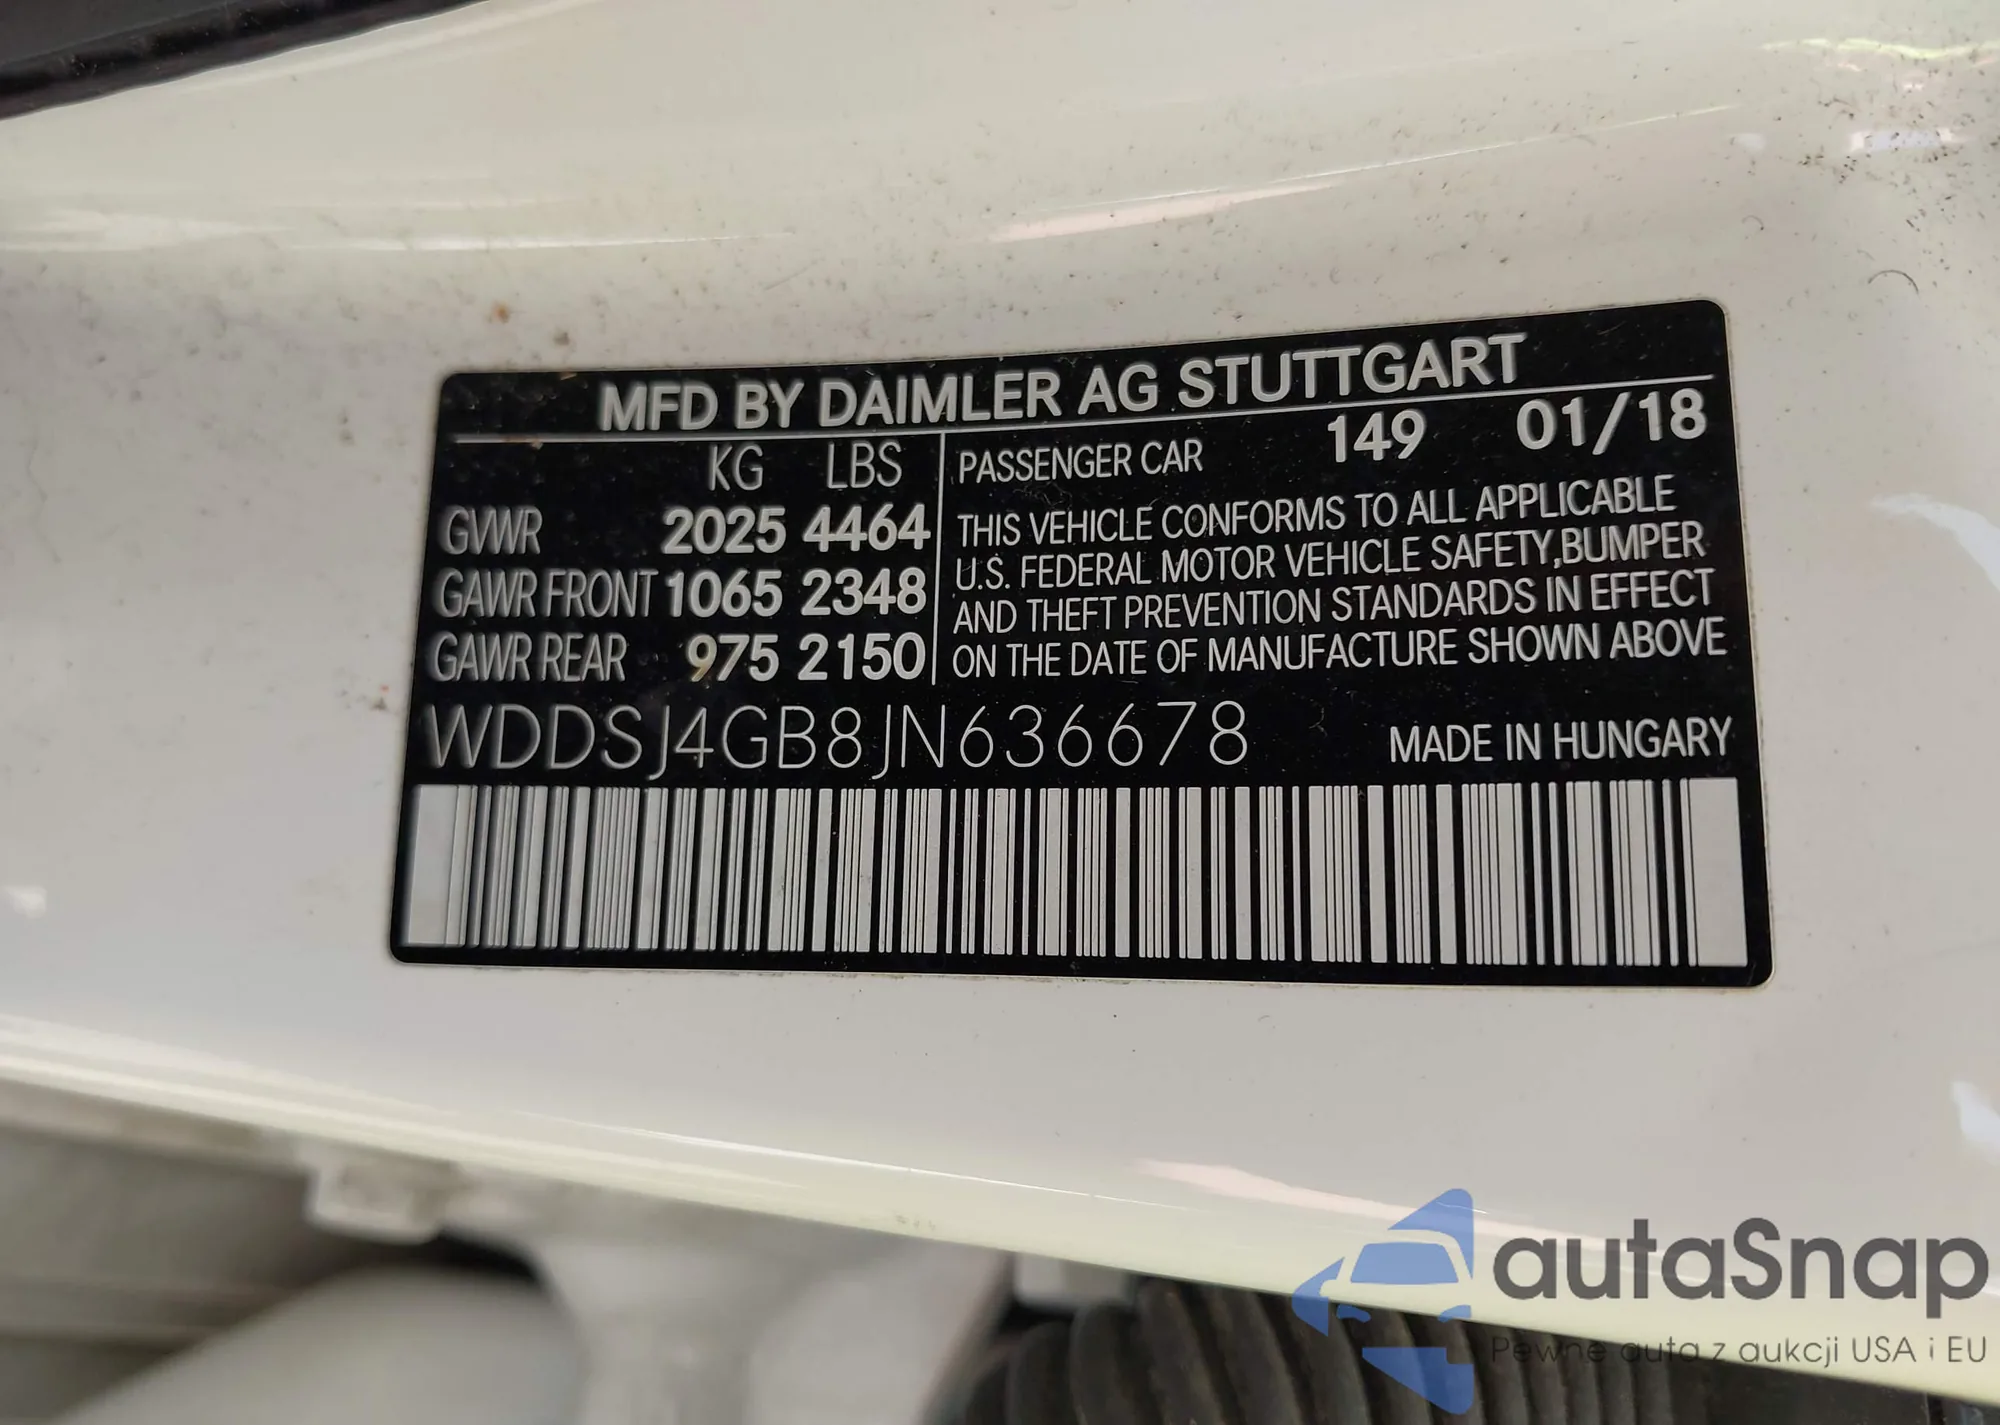 MFD BY DAIMLER AG STUTTGART
KG LBS
GVWR 2025 4464
GAWR FRONT 1065 2348
GAWR REAR 975 2150
PASSENGER CAR 149 01/18
THIS VEHICLE CONFORMS TO ALL APPLICABLE
U.S. FEDERAL MOTOR VEHICLE SAFETY,BUMPER
AND THEFT PREVENTION STANDARDS IN EFFECT
ON THE DATE OF MANUFACTURE SHOWN ABOVE
WDDSJ4GB8JN636678 MADE IN HUNGARY
autaSnap
Pewne auta z aukcji USA i EU